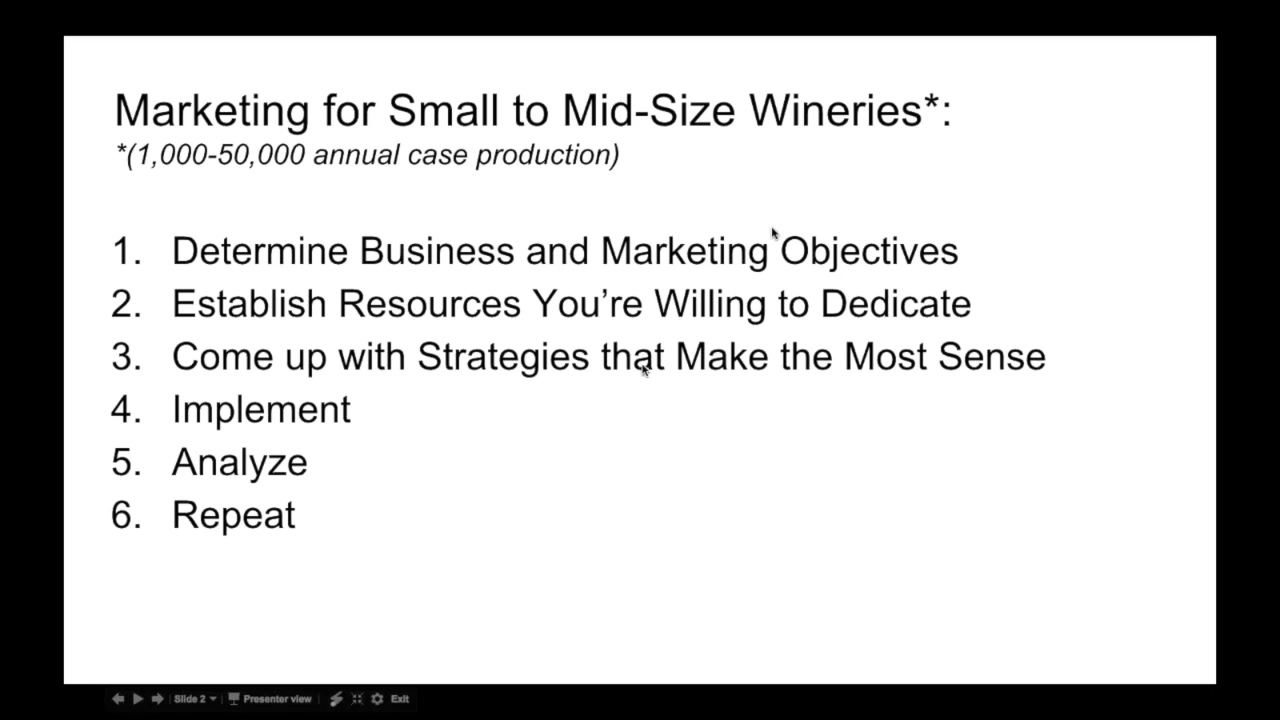 Marketing for Small to Mid-Size Wineries*:
*(1,000-50,000 annual case production)
1. Determine Business and Marketing Objectives
2. Establish Resources You’re Willing to Dedicate
3. Come up with Strategies that Make the Most Sense
4. Implement
5. Analyze
6. Repeat
Slide 2 Presenter view Exit